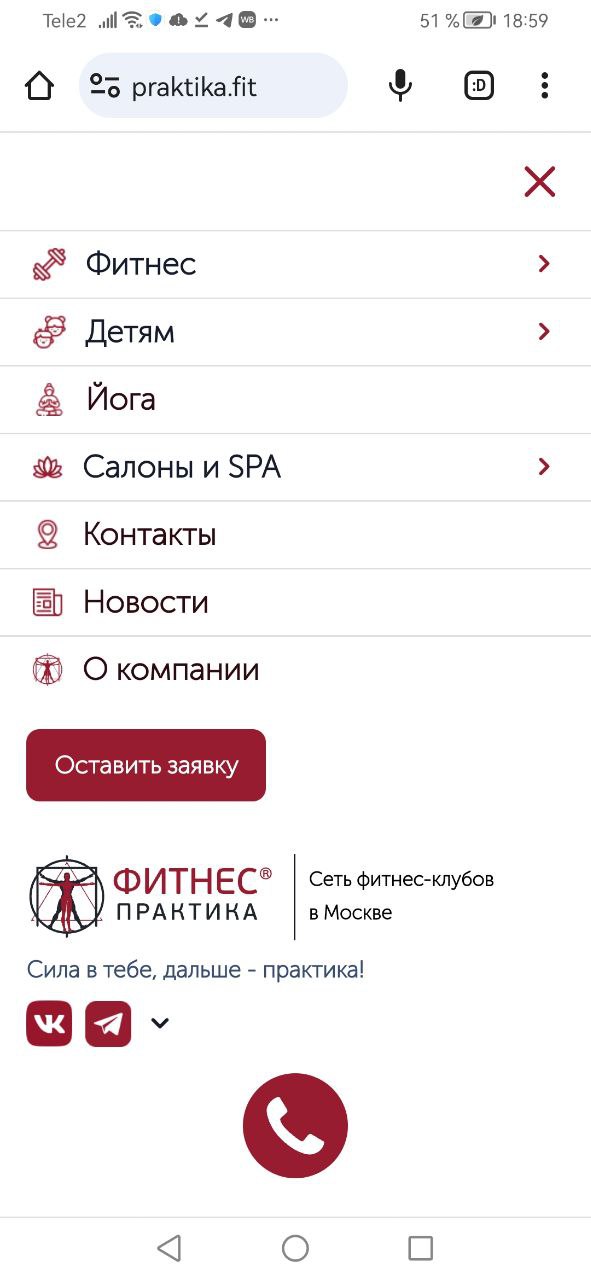 Tele2 WB 51 % 18:59
praktika.fit :D
Фитнес
Детям
Йога
Салоны и SPA
Контакты
Новости
О компании
Оставить заявку
ФИТНЕС®
ПРАКТИКА
Сеть фитнес-клубов
в Москве
Сила в тебе, дальше - практика!